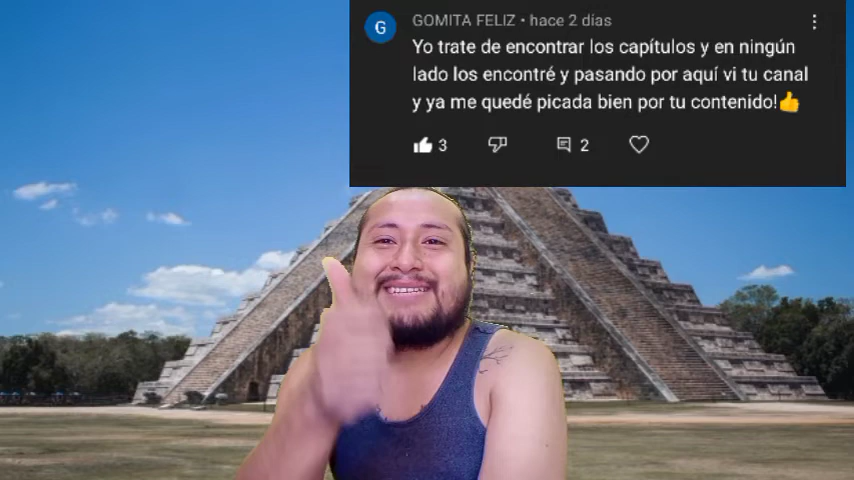 G
GOMITA FELIZ • hace 2 días
Yo trate de encontrar los capítulos y en ningún
lado los encontré y pasando por aquí vi tu canal
y ya me quedé picada bien por tu contenido!👍
3
2